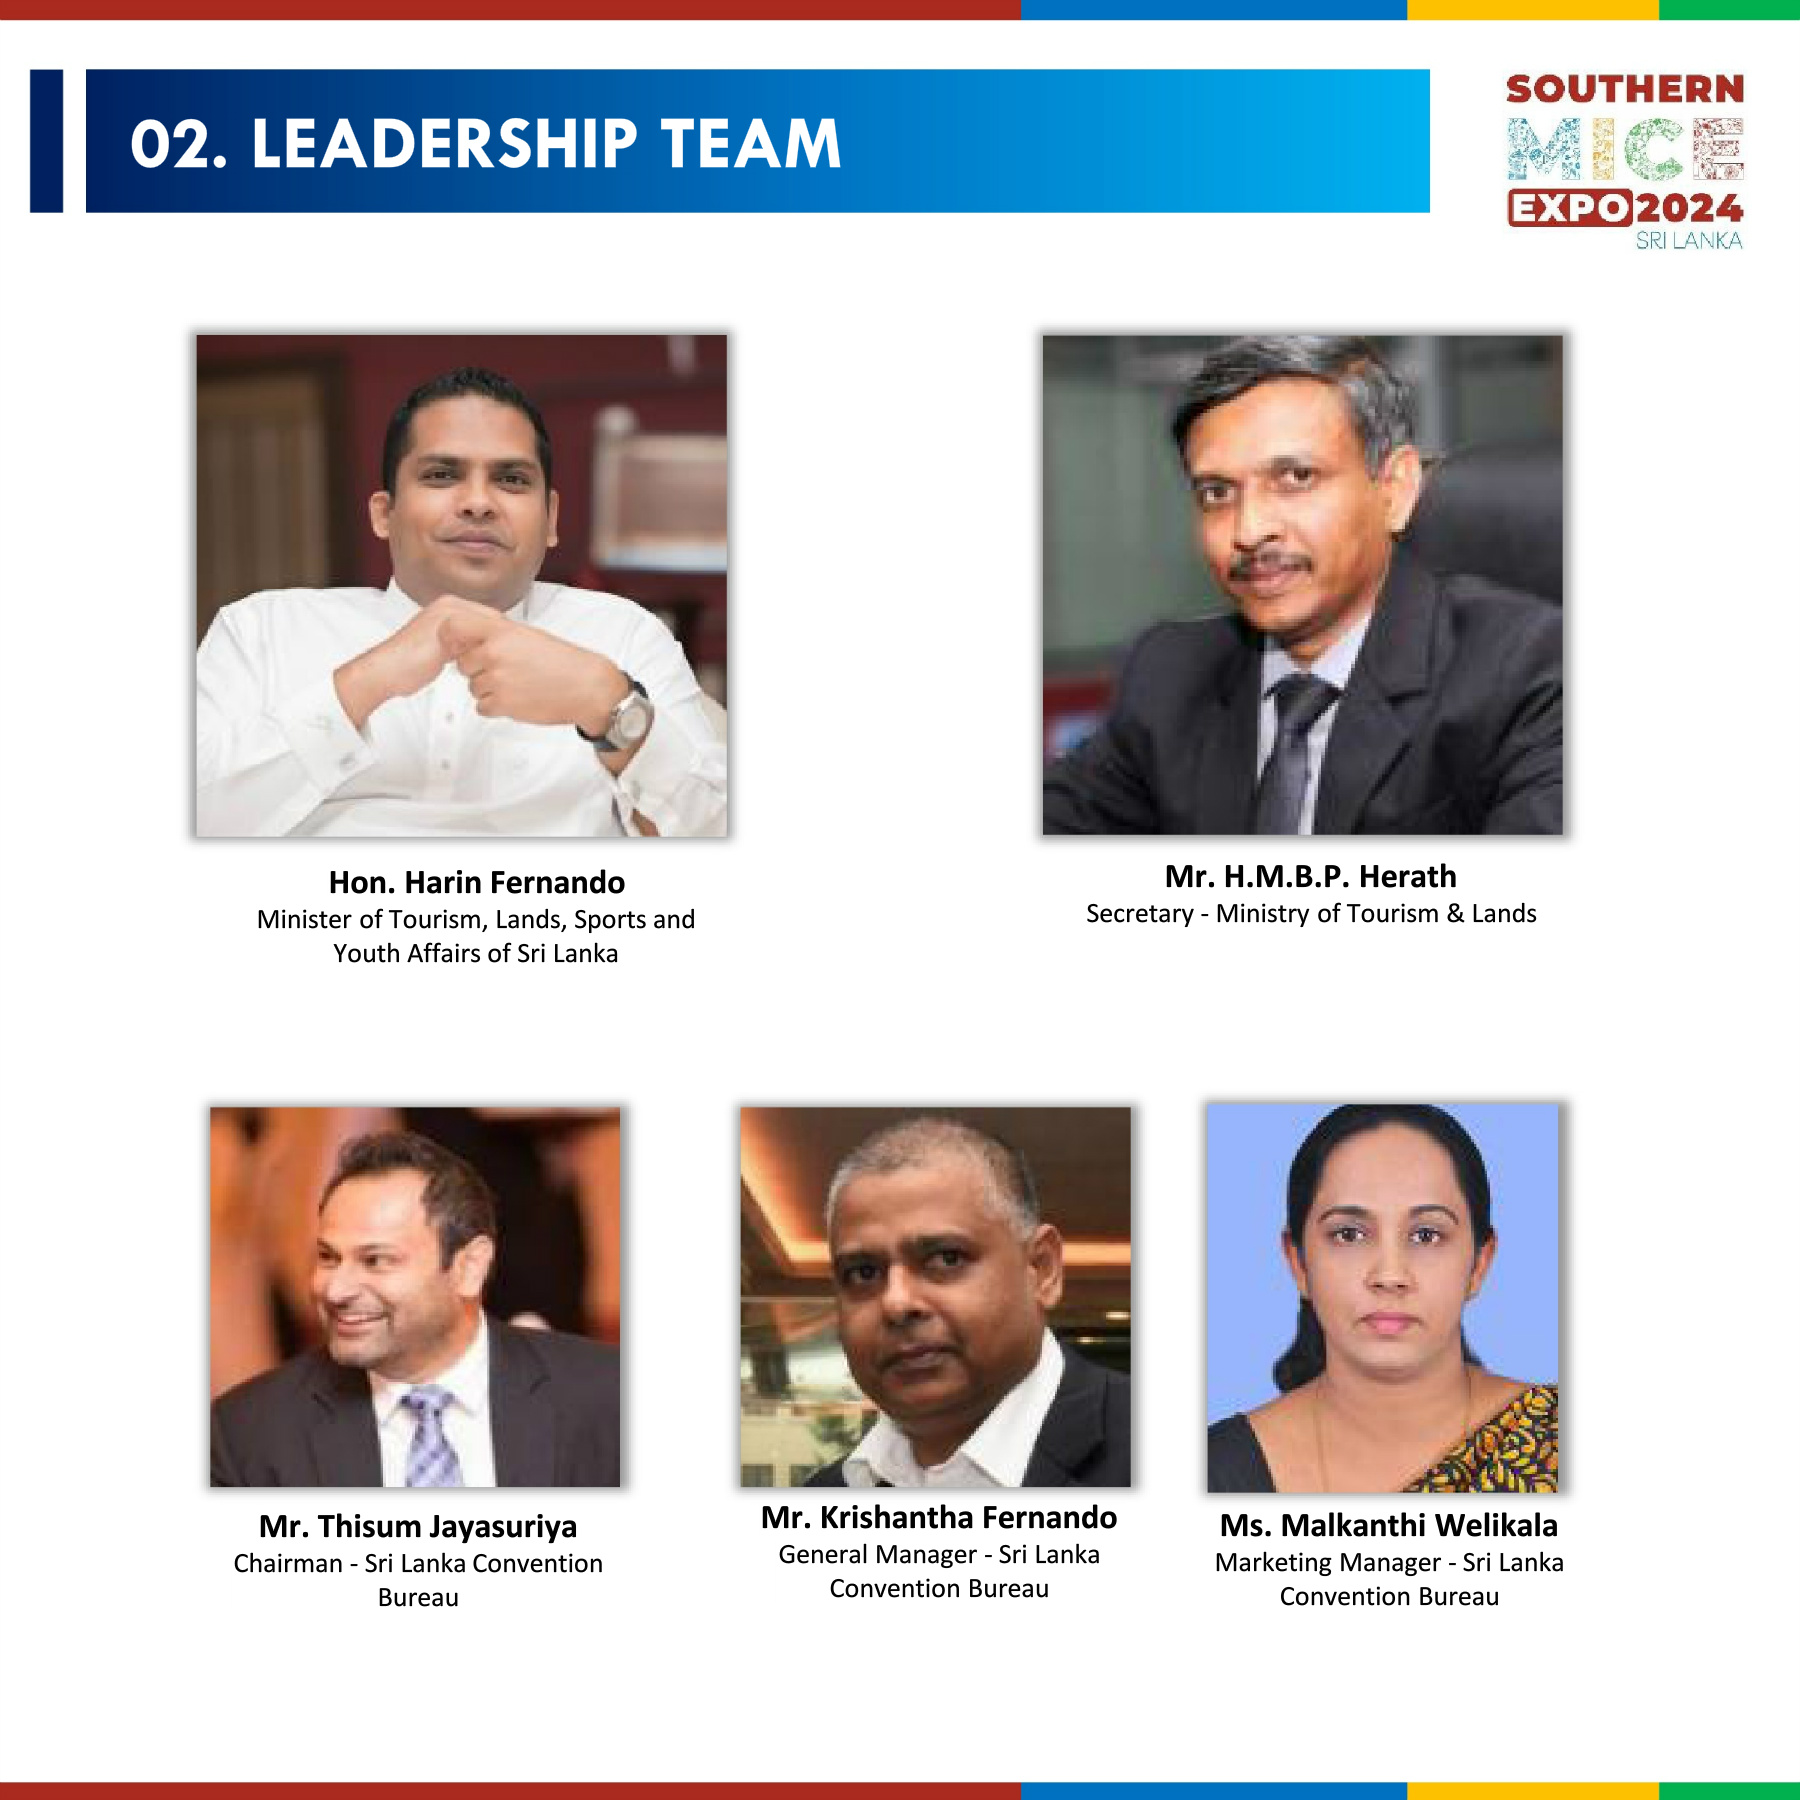 02. LEADERSHIP TEAM
SOUTHERN
MICE
EXPO 2024
SRI LANKA
Hon. Harin Fernando
Minister of Tourism, Lands, Sports and
Youth Affairs of Sri Lanka
Mr. H.M.B.P. Herath
Secretary - Ministry of Tourism & Lands
Mr. Thisum Jayasuriya
Chairman - Sri Lanka Convention
Bureau
Mr. Krishantha Fernando
General Manager - Sri Lanka
Convention Bureau
Ms. Malkanthi Welikala
Marketing Manager - Sri Lanka
Convention Bureau